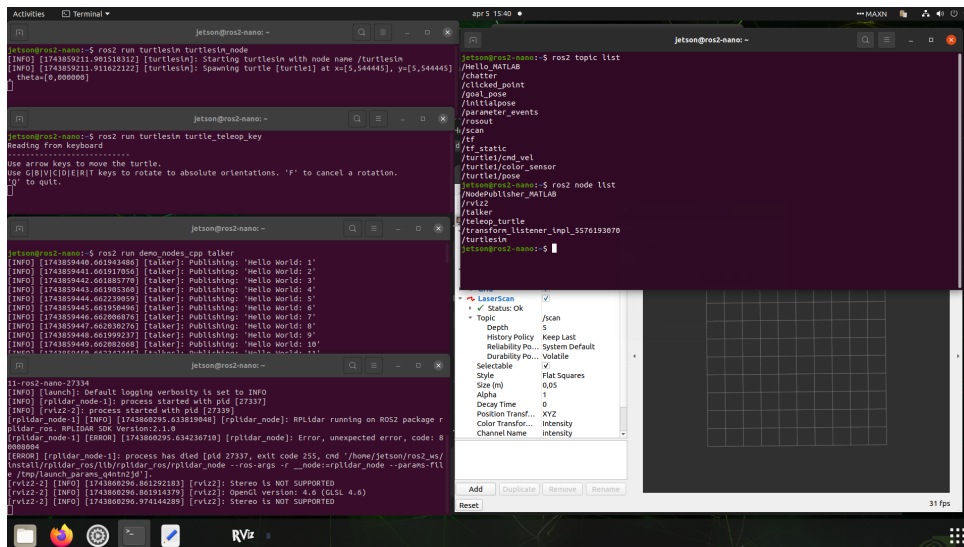 Activities
Terminal
apr 5 15:40
MAXN
jetson@ros2-nano: ~
jetson@ros2-nano:~$ ros2 run turtlesim turtlesim_node
[INFO] [1743859211.901518312] [turtlesim]: Starting turtlesim with node name /turtlesim
[INFO] [1743859211.911622122] [turtlesim]: Spawning turtle [turtle1] at x=[5,544445], y=[5,544445]
, theta=[0,000000]
jetson@ros2-nano: ~
jetson@ros2-nano:~$ ros2 run turtlesim turtle_teleop_key
Reading from keyboard
---------------------------
Use arrow keys to move the turtle.
Use G|B|V|C|D|E|R|T keys to rotate to absolute orientations. 'F' to cancel a rotation.
'Q' to quit.
jetson@ros2-nano: ~
jetson@ros2-nano:~$ ros2 run demo_nodes_cpp talker
[INFO] [1743859440.661943486] [talker]: Publishing: 'Hello World: 1'
[INFO] [1743859441.661917056] [talker]: Publishing: 'Hello World: 2'
[INFO] [1743859442.661885770] [talker]: Publishing: 'Hello World: 3'
[INFO] [1743859443.661905360] [talker]: Publishing: 'Hello World: 4'
[INFO] [1743859444.662239059] [talker]: Publishing: 'Hello World: 5'
[INFO] [1743859445.661950496] [talker]: Publishing: 'Hello World: 6'
[INFO] [1743859446.662006876] [talker]: Publishing: 'Hello World: 7'
[INFO] [1743859447.662030276] [talker]: Publishing: 'Hello World: 8'
[INFO] [1743859448.661999237] [talker]: Publishing: 'Hello World: 9'
[INFO] [1743859449.662082668] [talker]: Publishing: 'Hello World: 10'
jetson@ros2-nano: ~
11-ros2-nano-27334
[INFO] [launch]: Default logging verbosity is set to INFO
[INFO] [rplidar_node-1]: process started with pid [27337]
[INFO] [rviz2-2]: process started with pid [27339]
[rplidar_node-1] [INFO] [1743860295.633819048] [rplidar_node]: RPLidar running on ROS2 package r
plidar_ros. RPLIDAR SDK Version:2.1.0
[rplidar_node-1] [ERROR] [1743860295.634236710] [rplidar_node]: Error, unexpected error, code: 8
0008004
[ERROR] [rplidar_node-1]: process has died [pid 27337, exit code 255, cmd '/home/jetson/ros2_ws/
install/rplidar_ros/lib/rplidar_ros/rplidar_node --ros-args -r __node:=rplidar_node --params-fil
e /tmp/launch_params_q4ntn2jd'].
[rviz2-2] [INFO] [1743860296.861292183] [rviz2]: Stereo is NOT SUPPORTED
[rviz2-2] [INFO] [1743860296.861914379] [rviz2]: OpenGl version: 4.6 (GLSL 4.6)
[rviz2-2] [INFO] [1743860296.974144289] [rviz2]: Stereo is NOT SUPPORTED
jetson@ros2-nano: ~
jetson@ros2-nano:~$ ros2 topic list
/Hello_MATLAB
/chatter
/clicked_point
/goal_pose
/initialpose
/parameter_events
/rosout
/scan
/tf
/tf_static
/turtle1/cmd_vel
/turtle1/color_sensor
/turtle1/pose
jetson@ros2-nano:~$ ros2 node list
/NodePublisher_MATLAB
/rviz2
/talker
/teleop_turtle
/transform_listener_impl_5576193070
/turtlesim
jetson@ros2-nano:~$
LaserScan
Status: Ok
Topic /scan
Depth 5
History Policy Keep Last
Reliability Po... System Default
Durability Po... Volatile
Selectable
Style Flat Squares
Size (m) 0,05
Alpha 1
Decay Time 0
Position Transf... XYZ
Color Transfor... Intensity
Channel Name intensity
Add Duplicate Remove Rename
Reset
31 fps
RViz